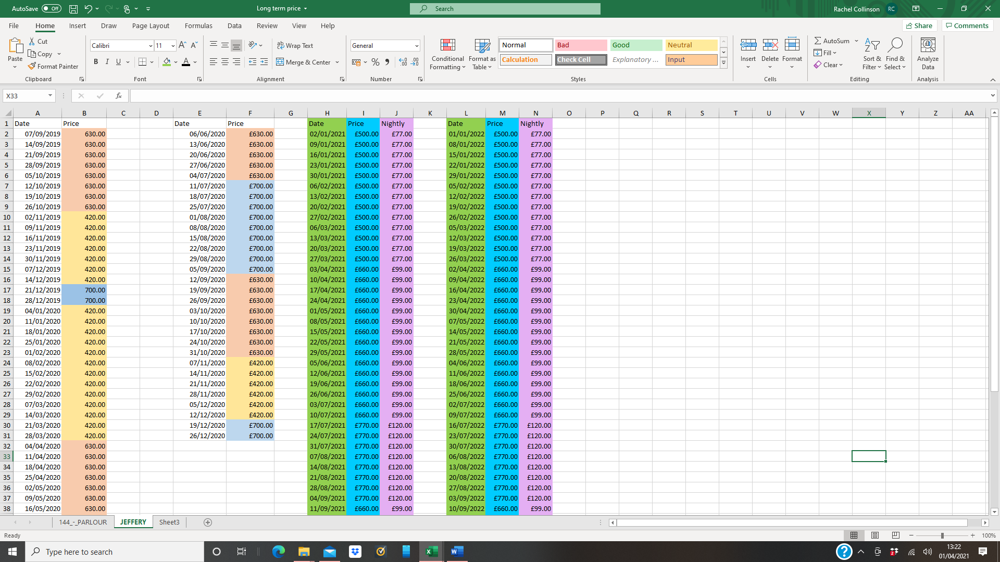 AutoSave Off Long term price Search Rachel Collinson RC
File Home Insert Draw Page Layout Formulas Data Review View Help Share Comments
Paste Cut Copy Format Painter Clipboard
Calibri 11 A A B I U A Font
Wrap Text Merge & Center Alignment
General % Number
Conditional Formatting Format as Table
Normal Bad Good Neutral
Calculation Check Cell Explanatory ... Input
Styles
Insert Delete Format Cells
AutoSum Fill Clear Sort & Filter Find & Select Editing
Analyze Data Analysis
X33 fx
A B C D E F G H I J K L M N O P Q R S T U V W X Y Z AA
1 Date Price Date Price Date Price Nightly Date Price Nightly
2 07/09/2019 630.00 06/06/2020 £630.00 02/01/2021 £500.00 £77.00 01/01/2022 £500.00 £77.00
3 14/09/2019 630.00 13/06/2020 £630.00 09/01/2021 £500.00 £77.00 08/01/2022 £500.00 £77.00
4 21/09/2019 630.00 20/06/2020 £630.00 16/01/2021 £500.00 £77.00 15/01/2022 £500.00 £77.00
5 28/09/2019 630.00 27/06/2020 £630.00 23/01/2021 £500.00 £77.00 22/01/2022 £500.00 £77.00
6 05/10/2019 630.00 04/07/2020 £630.00 30/01/2021 £500.00 £77.00 29/01/2022 £500.00 £77.00
7 12/10/2019 630.00 11/07/2020 £700.00 06/02/2021 £500.00 £77.00 05/02/2022 £500.00 £77.00
8 19/10/2019 630.00 18/07/2020 £700.00 13/02/2021 £500.00 £77.00 12/02/2022 £500.00 £77.00
9 26/10/2019 630.00 25/07/2020 £700.00 20/02/2021 £500.00 £77.00 19/02/2022 £500.00 £77.00
10 02/11/2019 420.00 01/08/2020 £700.00 27/02/2021 £500.00 £77.00 26/02/2022 £500.00 £77.00
11 09/11/2019 420.00 08/08/2020 £700.00 06/03/2021 £500.00 £77.00 05/03/2022 £500.00 £77.00
12 16/11/2019 420.00 15/08/2020 £700.00 13/03/2021 £500.00 £77.00 12/03/2022 £500.00 £77.00
13 23/11/2019 420.00 22/08/2020 £700.00 20/03/2021 £500.00 £77.00 19/03/2022 £500.00 £77.00
14 30/11/2019 420.00 29/08/2020 £700.00 27/03/2021 £500.00 £77.00 26/03/2022 £500.00 £77.00
15 07/12/2019 420.00 05/09/2020 £700.00 03/04/2021 £660.00 £99.00 02/04/2022 £660.00 £99.00
16 14/12/2019 420.00 12/09/2020 £630.00 10/04/2021 £660.00 £99.00 09/04/2022 £660.00 £99.00
17 21/12/2019 700.00 19/09/2020 £630.00 17/04/2021 £660.00 £99.00 16/04/2022 £660.00 £99.00
18 28/12/2019 700.00 26/09/2020 £630.00 24/04/2021 £660.00 £99.00 23/04/2022 £660.00 £99.00
19 04/01/2020 420.00 03/10/2020 £630.00 01/05/2021 £660.00 £99.00 30/04/2022 £660.00 £99.00
20 11/01/2020 420.00 10/10/2020 £630.00 08/05/2021 £660.00 £99.00 07/05/2022 £660.00 £99.00
21 18/01/2020 420.00 17/10/2020 £630.00 15/05/2021 £660.00 £99.00 14/05/2022 £660.00 £99.00
22 25/01/2020 420.00 24/10/2020 £630.00 22/05/2021 £660.00 £99.00 21/05/2022 £660.00 £99.00
23 01/02/2020 420.00 31/10/2020 £630.00 29/05/2021 £660.00 £99.00 28/05/2022 £660.00 £99.00
24 08/02/2020 420.00 07/11/2020 £420.00 05/06/2021 £660.00 £99.00 04/06/2022 £660.00 £99.00
25 15/02/2020 420.00 14/11/2020 £420.00 12/06/2021 £660.00 £99.00 11/06/2022 £660.00 £99.00
26 22/02/2020 420.00 21/11/2020 £420.00 19/06/2021 £660.00 £99.00 18/06/2022 £660.00 £99.00
27 29/02/2020 420.00 28/11/2020 £420.00 26/06/2021 £660.00 £99.00 25/06/2022 £660.00 £99.00
28 07/03/2020 420.00 05/12/2020 £420.00 03/07/2021 £660.00 £99.00 02/07/2022 £660.00 £99.00
29 14/03/2020 420.00 12/12/2020 £420.00 10/07/2021 £660.00 £99.00 09/07/2022 £660.00 £99.00
30 21/03/2020 420.00 19/12/2020 £700.00 17/07/2021 £770.00 £120.00 16/07/2022 £770.00 £120.00
31 28/03/2020 420.00 26/12/2020 £700.00 24/07/2021 £770.00 £120.00 23/07/2022 £770.00 £120.00
32 04/04/2020 630.00 31/07/2021 £770.00 £120.00 30/07/2022 £770.00 £120.00
33 11/04/2020 630.00 07/08/2021 £770.00 £120.00 06/08/2022 £770.00 £120.00
34 18/04/2020 630.00 14/08/2021 £770.00 £120.00 13/08/2022 £770.00 £120.00
35 25/04/2020 630.00 21/08/2021 £770.00 £120.00 20/08/2022 £770.00 £120.00
36 02/05/2020 630.00 28/08/2021 £770.00 £120.00 27/08/2022 £770.00 £120.00
37 09/05/2020 630.00 04/09/2021 £770.00 £120.00 03/09/2022 £770.00 £120.00
38 16/05/2020 630.00 11/09/2021 £660.00 £99.00 10/09/2022 £660.00 £99.00
144_-_PARLOUR JEFFERY Sheet3
Ready 100%
Type here to search 13:22
01/04/2021